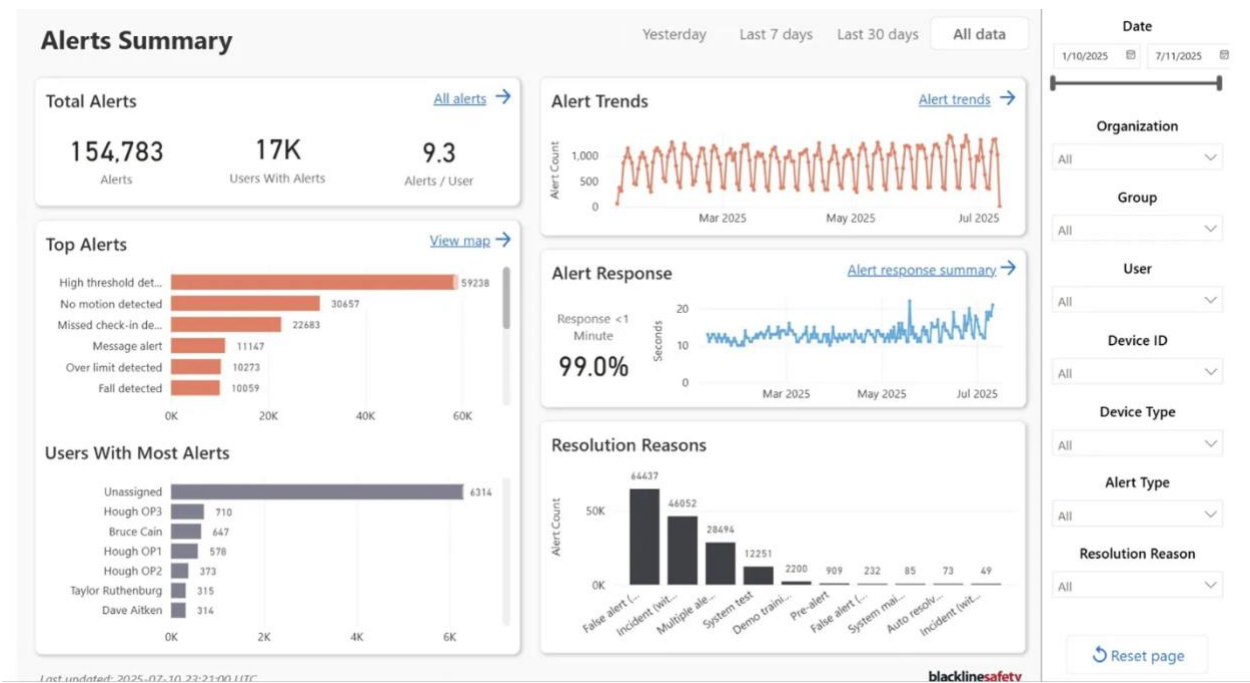 Alerts Summary
Yesterday Last 7 days Last 30 days All data
Total Alerts
All alerts
154,783
Alerts
17K
Users With Alerts
9.3
Alerts / User
Top Alerts
View map
High threshold det... 59238
No motion detected 30657
Missed check-in de... 22683
Message alert 11147
Over limit detected 10273
Fall detected 10059
0K 20K 40K 60K
Users With Most Alerts
Unassigned 6314
Hough OP3 710
Bruce Cain 647
Hough OP1 578
Hough OP2 373
Taylor Ruthenburg 315
Dave Aitken 314
0K 2K 4K 6K
Last updated: 2025-07-10 23:21:00 UTC
Alert Trends
Alert trends
Alert Count
1,000
500
0
Mar 2025 May 2025 Jul 2025
Alert Response
Alert response summary
Response <1
Minute
99.0%
Seconds
20
10
0
Mar 2025 May 2025 Jul 2025
Resolution Reasons
Alert Count
50K
0K
64437
46052
28494
12251
2200
909
232
85
73
49
False alert (...
Incident (wit...
Multiple ale...
System test
Demo traini...
Pre-alert
False alert (...
System mai...
Auto resolv...
Incident (wit...
blacklinesafety
Date
1/10/2025 7/11/2025
Organization
All
Group
All
User
All
Device ID
All
Device Type
All
Alert Type
All
Resolution Reason
All
Reset page